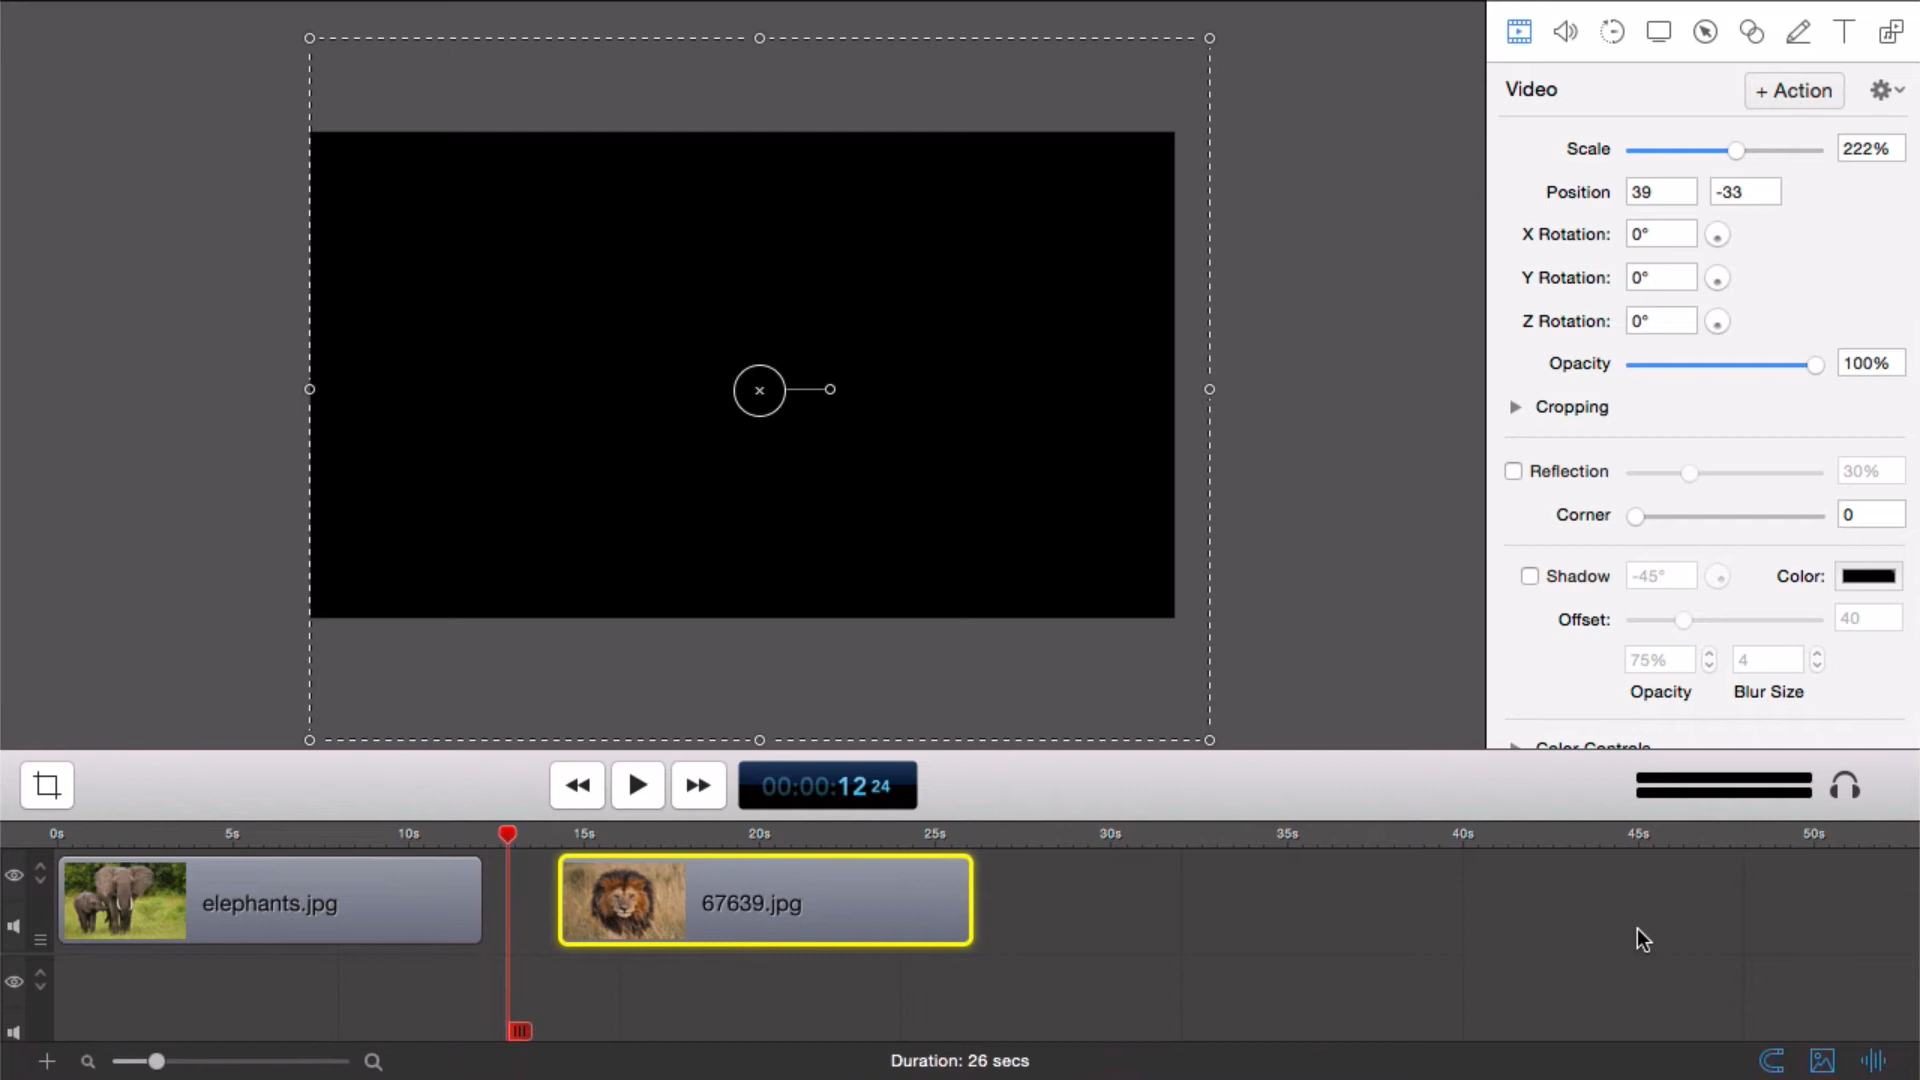 Video
+ Action
Scale
222%
Position
39
-33
X Rotation:
0°
Y Rotation:
0°
Z Rotation:
0°
Opacity
100%
Cropping
Reflection
30%
Corner
0
Shadow
-45°
Color:
Offset:
40
75%
4
Opacity
Blur Size
Color Controls
00:00:12 24
0s
5s
10s
15s
20s
25s
30s
35s
40s
45s
50s
elephants.jpg
67639.jpg
Duration: 26 secs